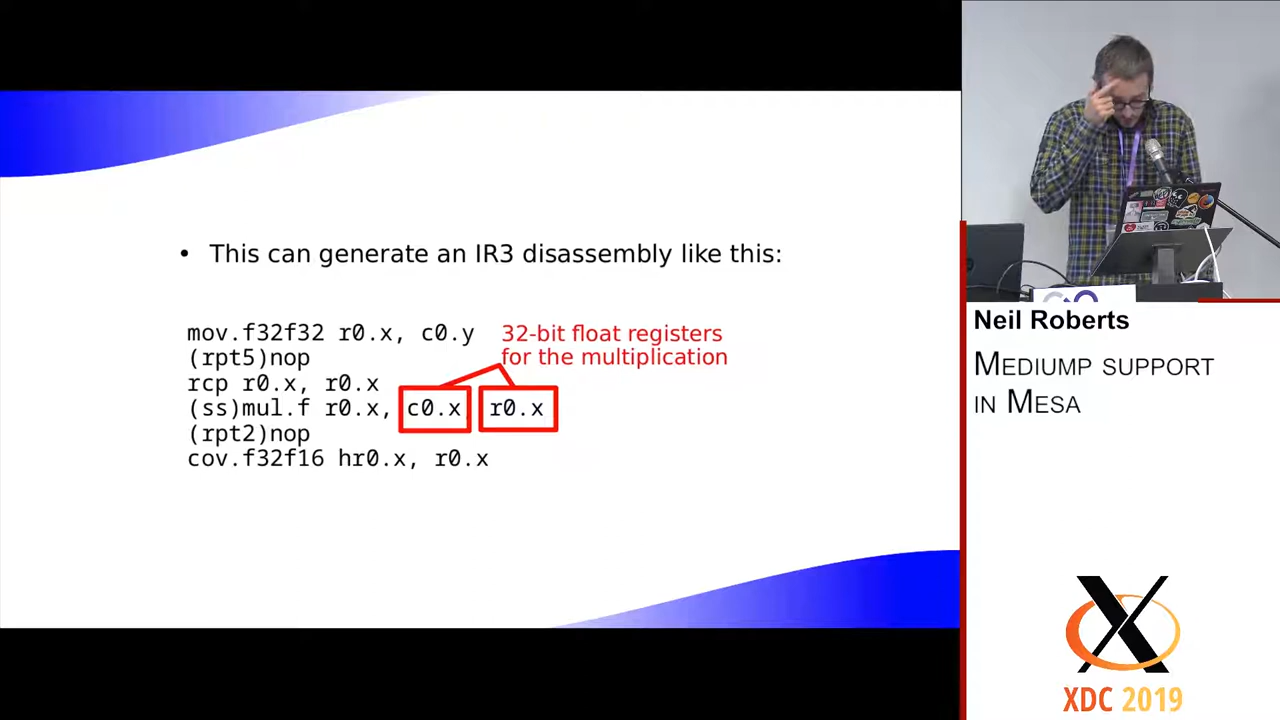 • This can generate an IR3 disassembly like this:
mov.f32f32 r0.x, c0.y
(rpt5)nop
rcp r0.x, r0.x
(ss)mul.f r0.x, c0.x r0.x
(rpt2)nop
cov.f32f16 hr0.x, r0.x
32-bit float registers
for the multiplication
Neil Roberts
Mediump support
in Mesa
XDC 2019